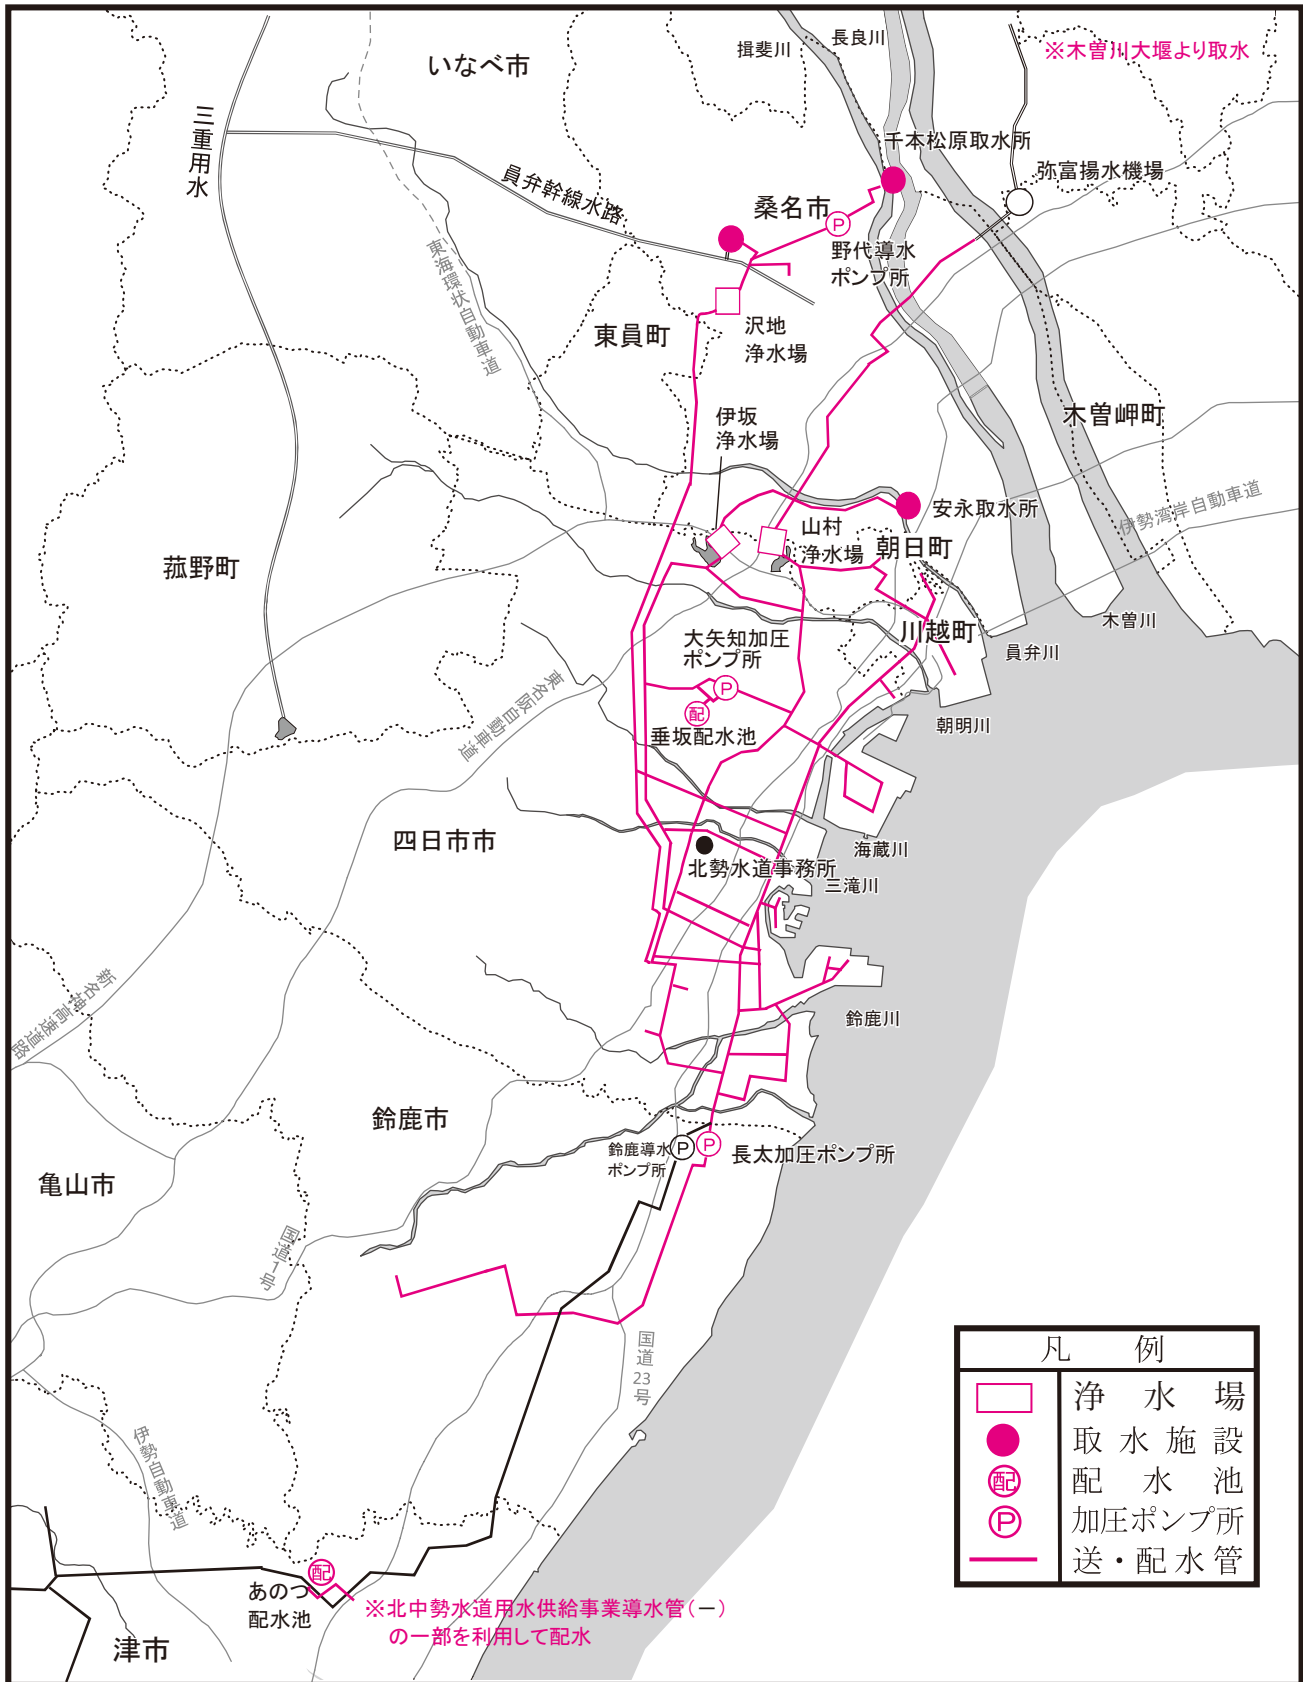 いなべ市
揖斐川
長良川
※木曽川大堰より取水
三重用水
千本松原取水所
弥富揚水機場
員弁幹線水路
桑名市
野代導水
ポンプ所
東海環状自動車道
東員町
沢地
浄水場
伊坂
浄水場
木曽岬町
伊勢湾岸自動車道
安永取水所
山村
浄水場
朝日町
菰野町
木曽川
川越町
員弁川
大矢知加圧
ポンプ所
P
配
垂坂配水池
朝明川
東名阪自動車道
四日市市
海蔵川
北勢水道事務所
三滝川
新名神高速道路
鈴鹿川
鈴鹿市
鈴鹿導水
ポンプ所
P
P
長太加圧ポンプ所
亀山市
国道1号
国道23号
伊勢自動車道
配
あのつ
配水池
※北中勢水道用水供給事業導水管(ー)
の一部を利用して配水
津市
P
凡 例
浄水場
取水施設
配 配水池
P 加圧ポンプ所
送・配水管